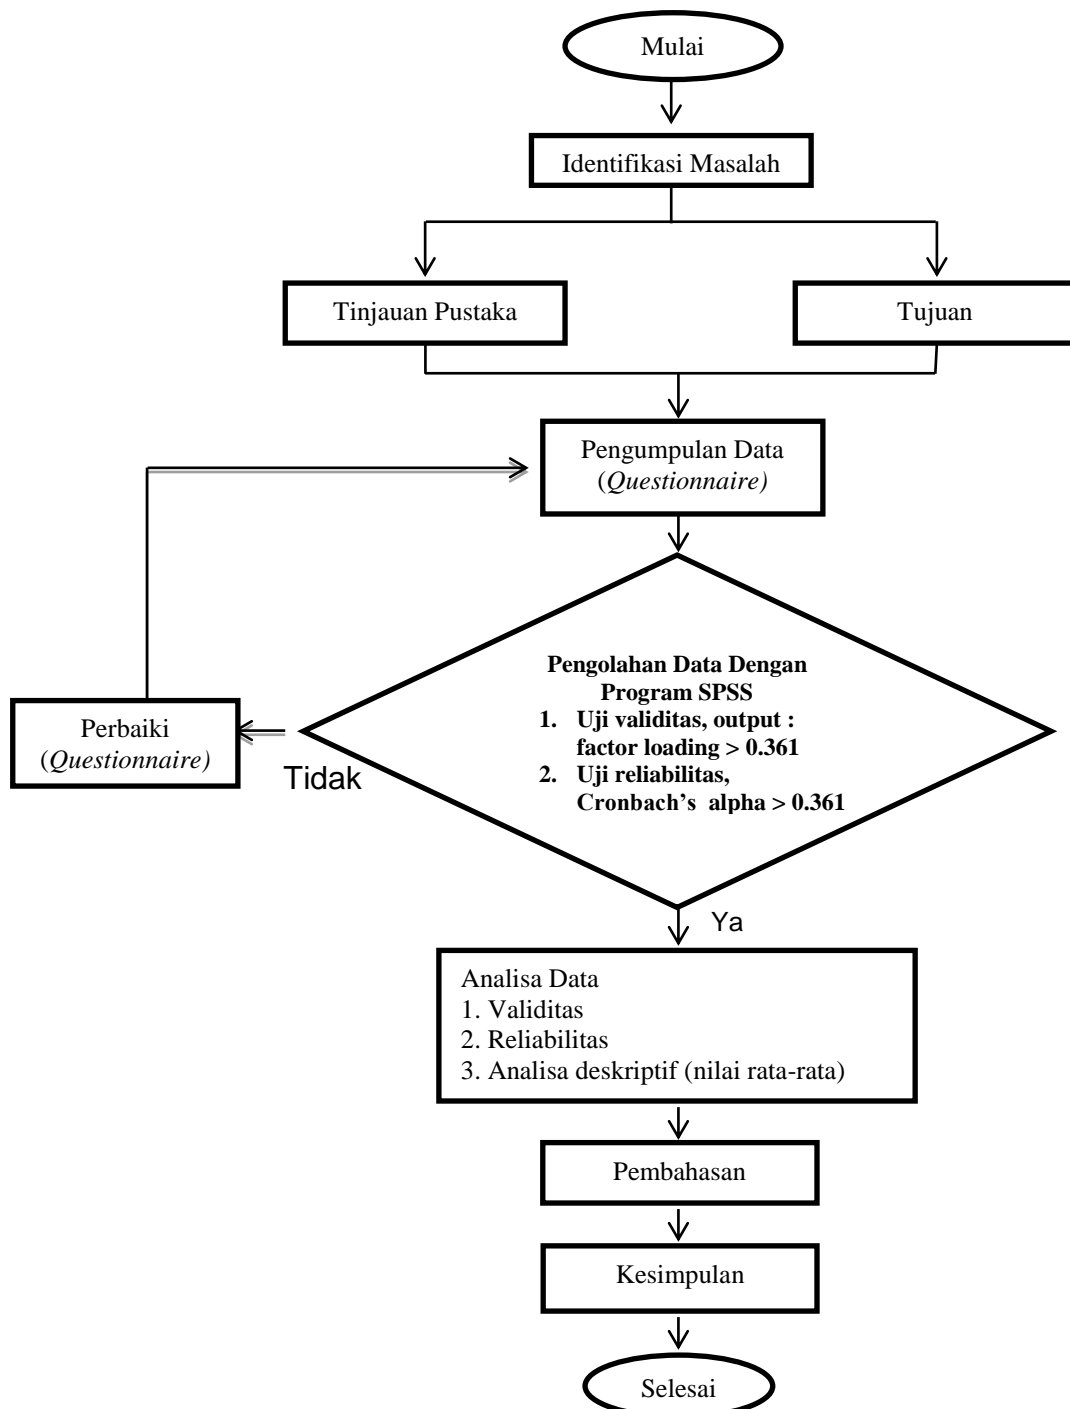 Mulai
Identifikasi Masalah
Tinjauan Pustaka
Tujuan
Pengumpulan Data
(Questionnaire)
Pengolahan Data Dengan
Program SPSS
1. Uji validitas, output :
factor loading > 0.361
2. Uji reliabilitas,
Cronbach’s alpha > 0.361
Perbaiki
(Questionnaire)
Tidak
Ya
Analisa Data
1. Validitas
2. Reliabilitas
3. Analisa deskriptif (nilai rata-rata)
Pembahasan
Kesimpulan
Selesai